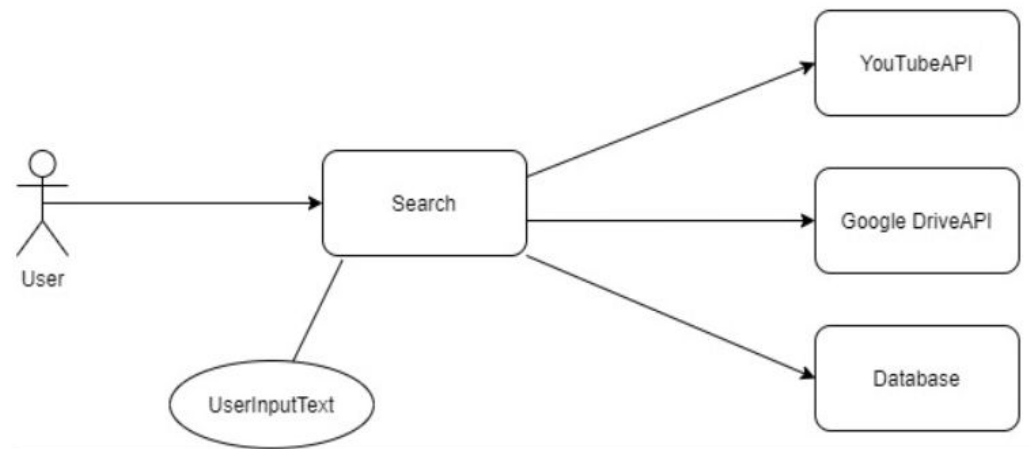 YouTubeAPI
Search
Google DriveAPI
User
Database
UserInputText